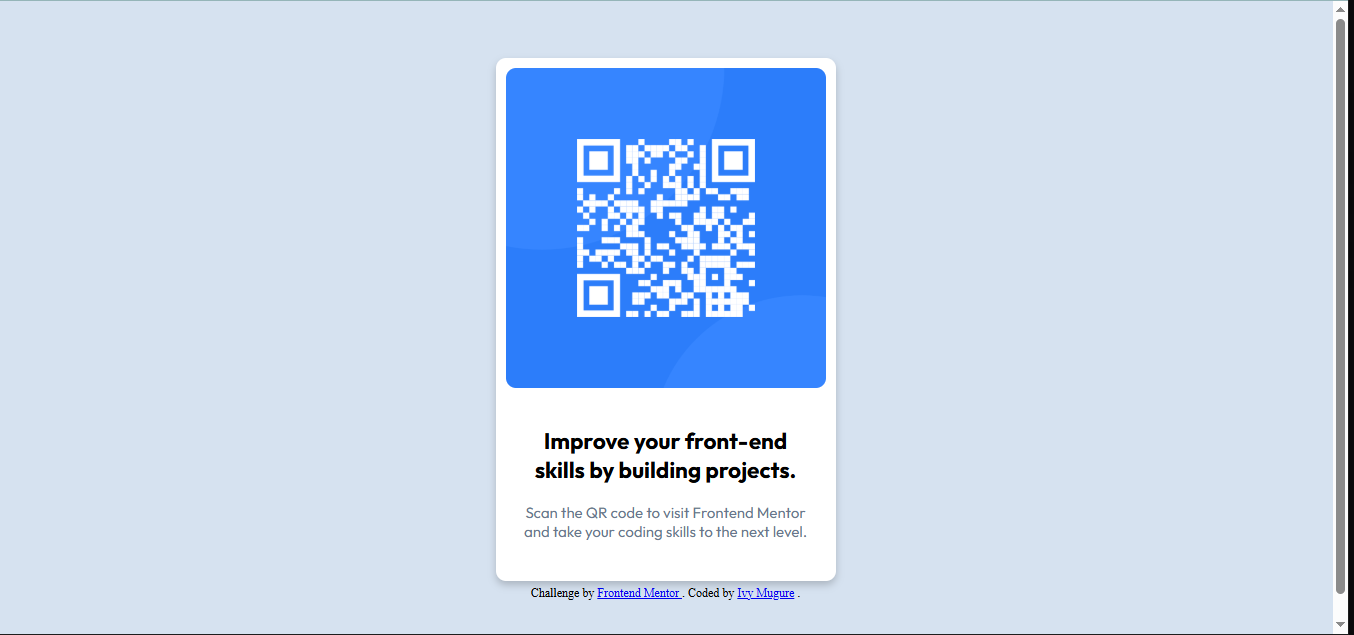 Improve your front-end
skills by building projects.
Scan the QR code to visit Frontend Mentor
and take your coding skills to the next level.
Challenge by Frontend Mentor . Coded by Ivy Mugure .